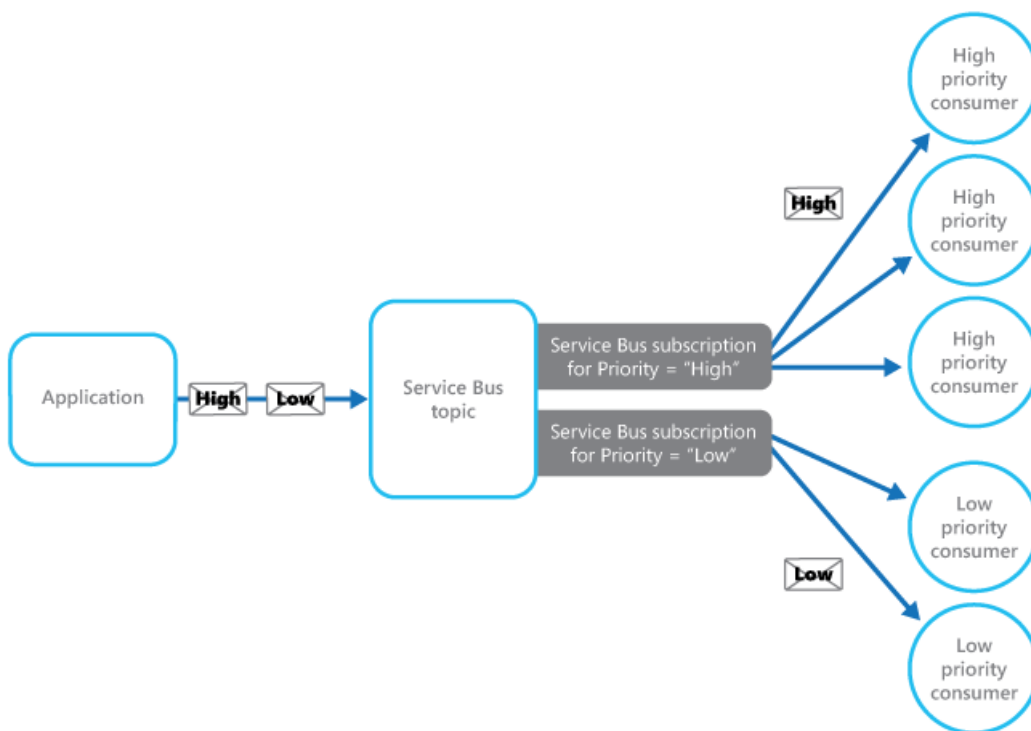 Application
High
Low
Service Bus
topic
Service Bus subscription
for Priority = “High”
Service Bus subscription
for Priority = “Low”
High
Low
High
priority
consumer
High
priority
consumer
High
priority
consumer
Low
priority
consumer
Low
priority
consumer